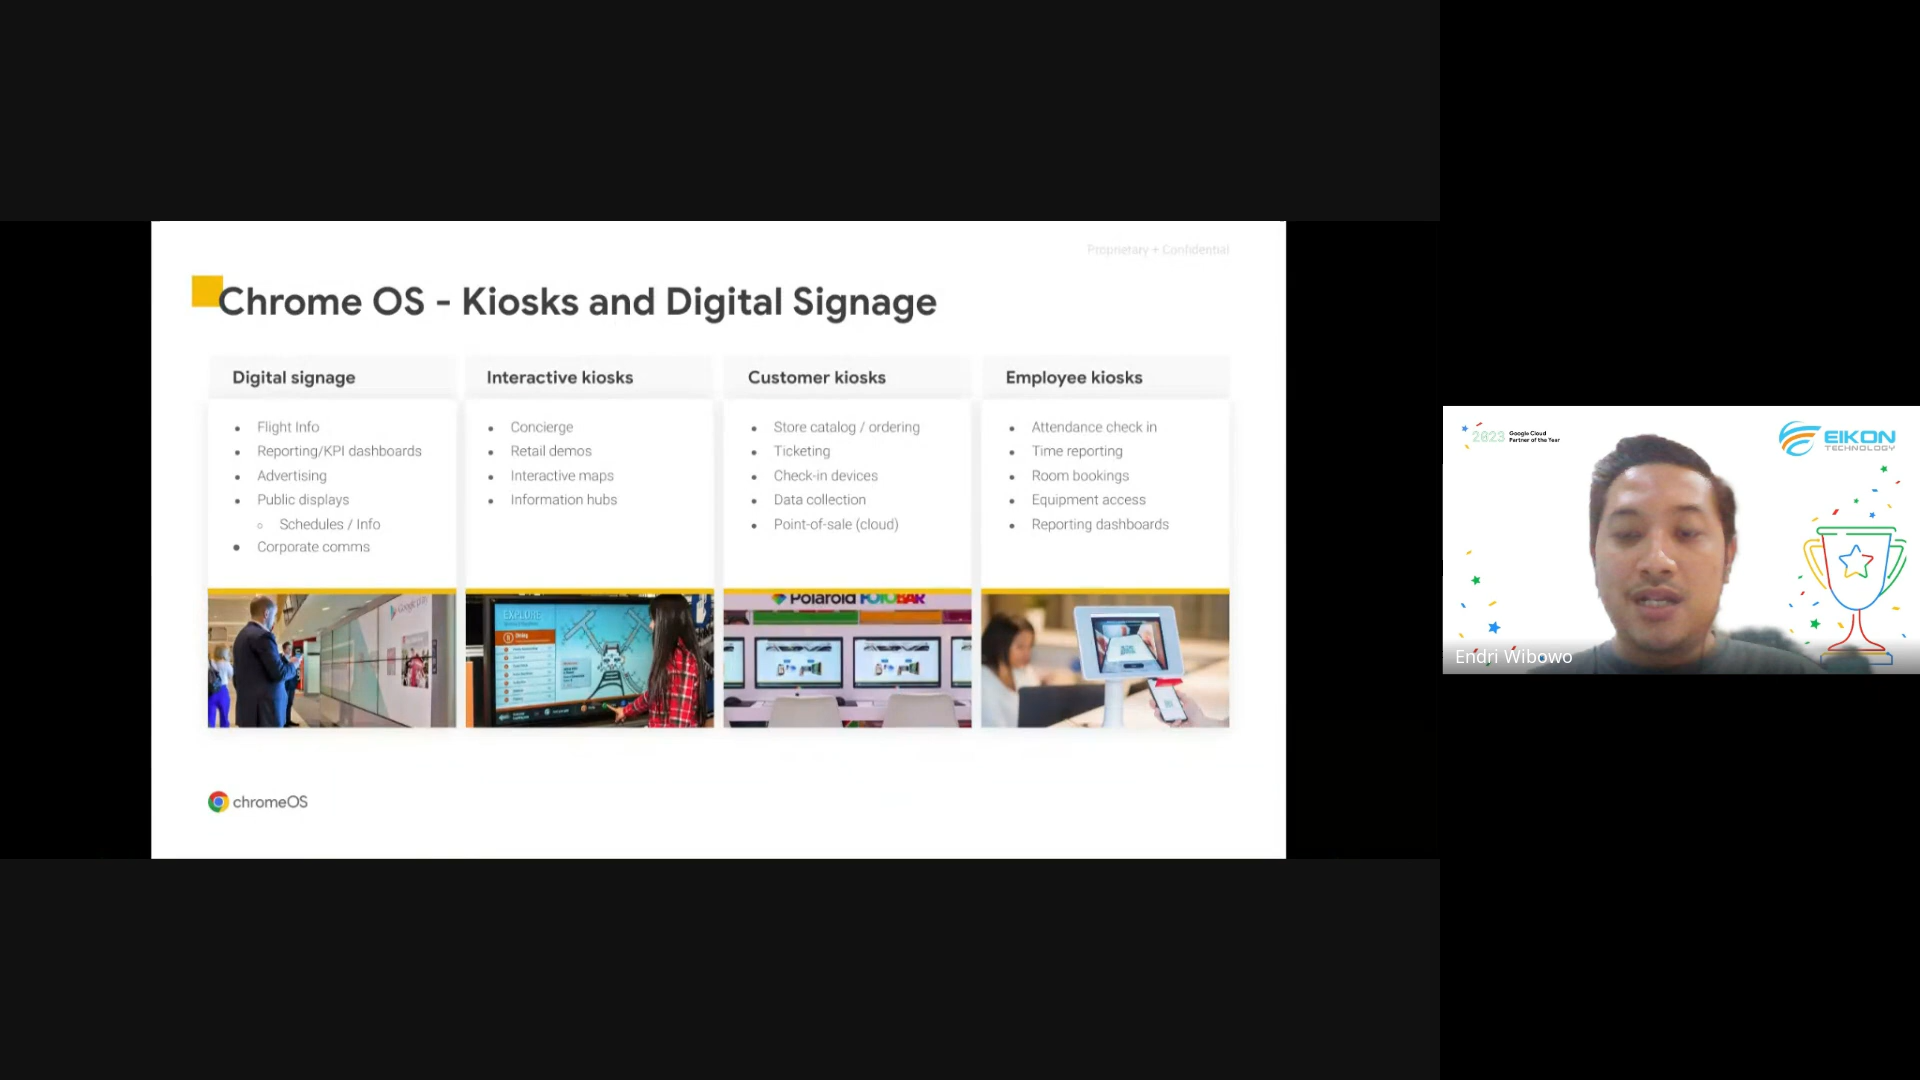 Proprietary + Confidential
Chrome OS - Kiosks and Digital Signage
Digital signage
Flight Info
Reporting/KPI dashboards
Advertising
Public displays
Schedules / Info
Corporate comms
Interactive kiosks
Concierge
Retail demos
Interactive maps
Information hubs
Customer kiosks
Store catalog / ordering
Ticketing
Check-in devices
Data collection
Point-of-sale (cloud)
Employee kiosks
Attendance check in
Time reporting
Room bookings
Equipment access
Reporting dashboards
EXPLORE
Polaroid FOTOBAR
chromeOS
2023 Google Cloud
Partner of the Year
EIKON
TECHNOLOGY
Endri Wibowo